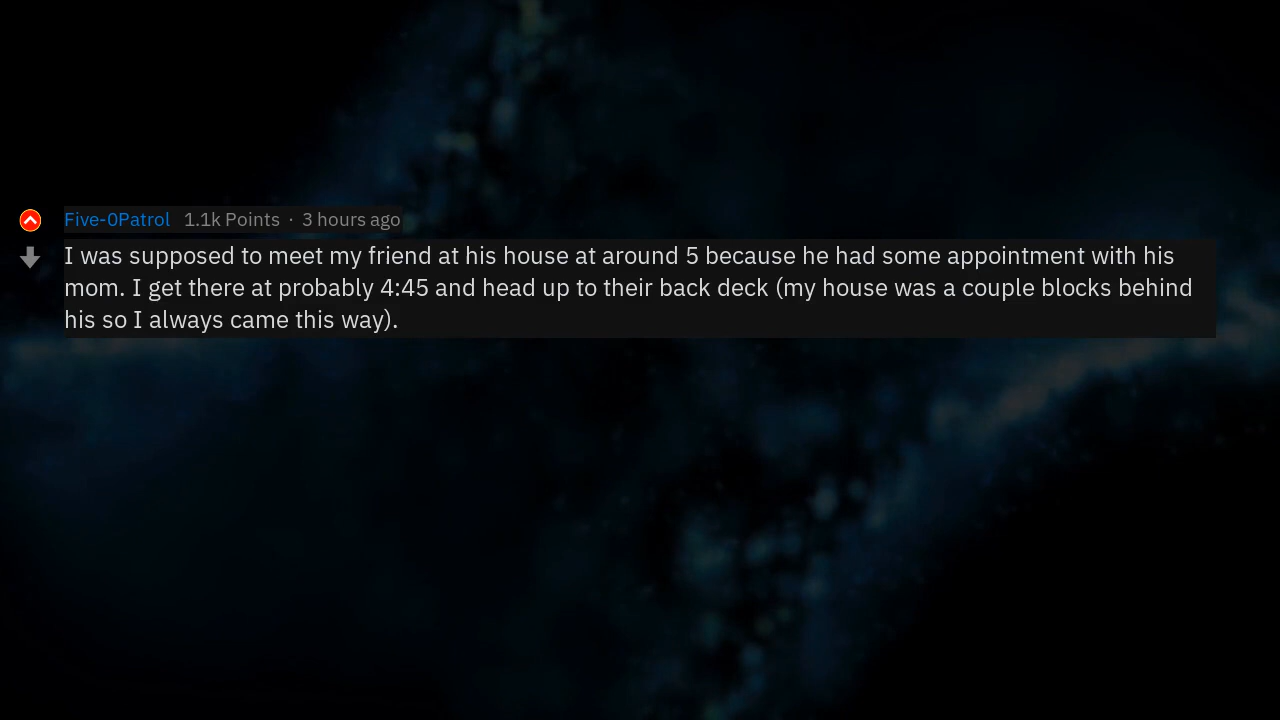 Five-0Patrol 1.1k Points · 3 hours ago
I was supposed to meet my friend at his house at around 5 because he had some appointment with his
mom. I get there at probably 4:45 and head up to their back deck (my house was a couple blocks behind
his so I always came this way).